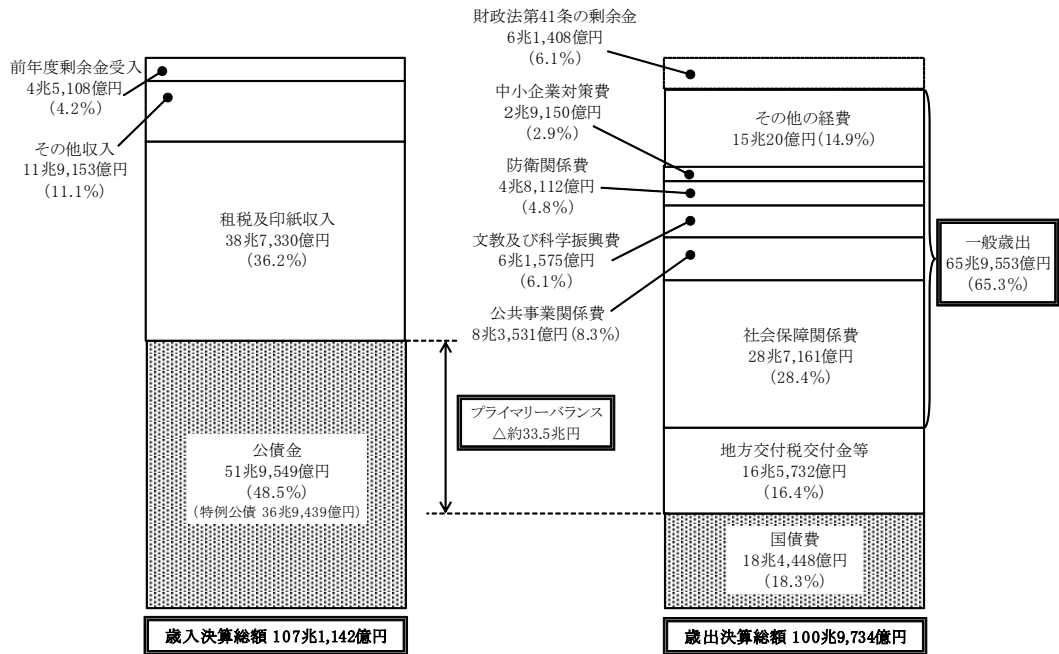 前年度剰余金受入
4兆5,108億円
(4.2%)
その他収入
11兆9,153億円
(11.1%)
租税及印紙収入
38兆7,330億円
(36.2%)
公債金
51兆9,549億円
(48.5%)
(特例公債 36兆9,439億円)
歳入決算総額 107兆1,142億円
プライマリーバランス
△約33.5兆円
財政法第41条の剰余金
6兆1,408億円
(6.1%)
中小企業対策費
2兆9,150億円
(2.9%)
防衛関係費
4兆8,112億円
(4.8%)
文教及び科学振興費
6兆1,575億円
(6.1%)
公共事業関係費
8兆3,531億円(8.3%)
その他の経費
15兆20億円(14.9%)
社会保障関係費
28兆7,161億円
(28.4%)
地方交付税交付金等
16兆5,732億円
(16.4%)
国債費
18兆4,448億円
(18.3%)
歳出決算総額 100兆9,734億円
一般歳出
65兆9,553億円
(65.3%)